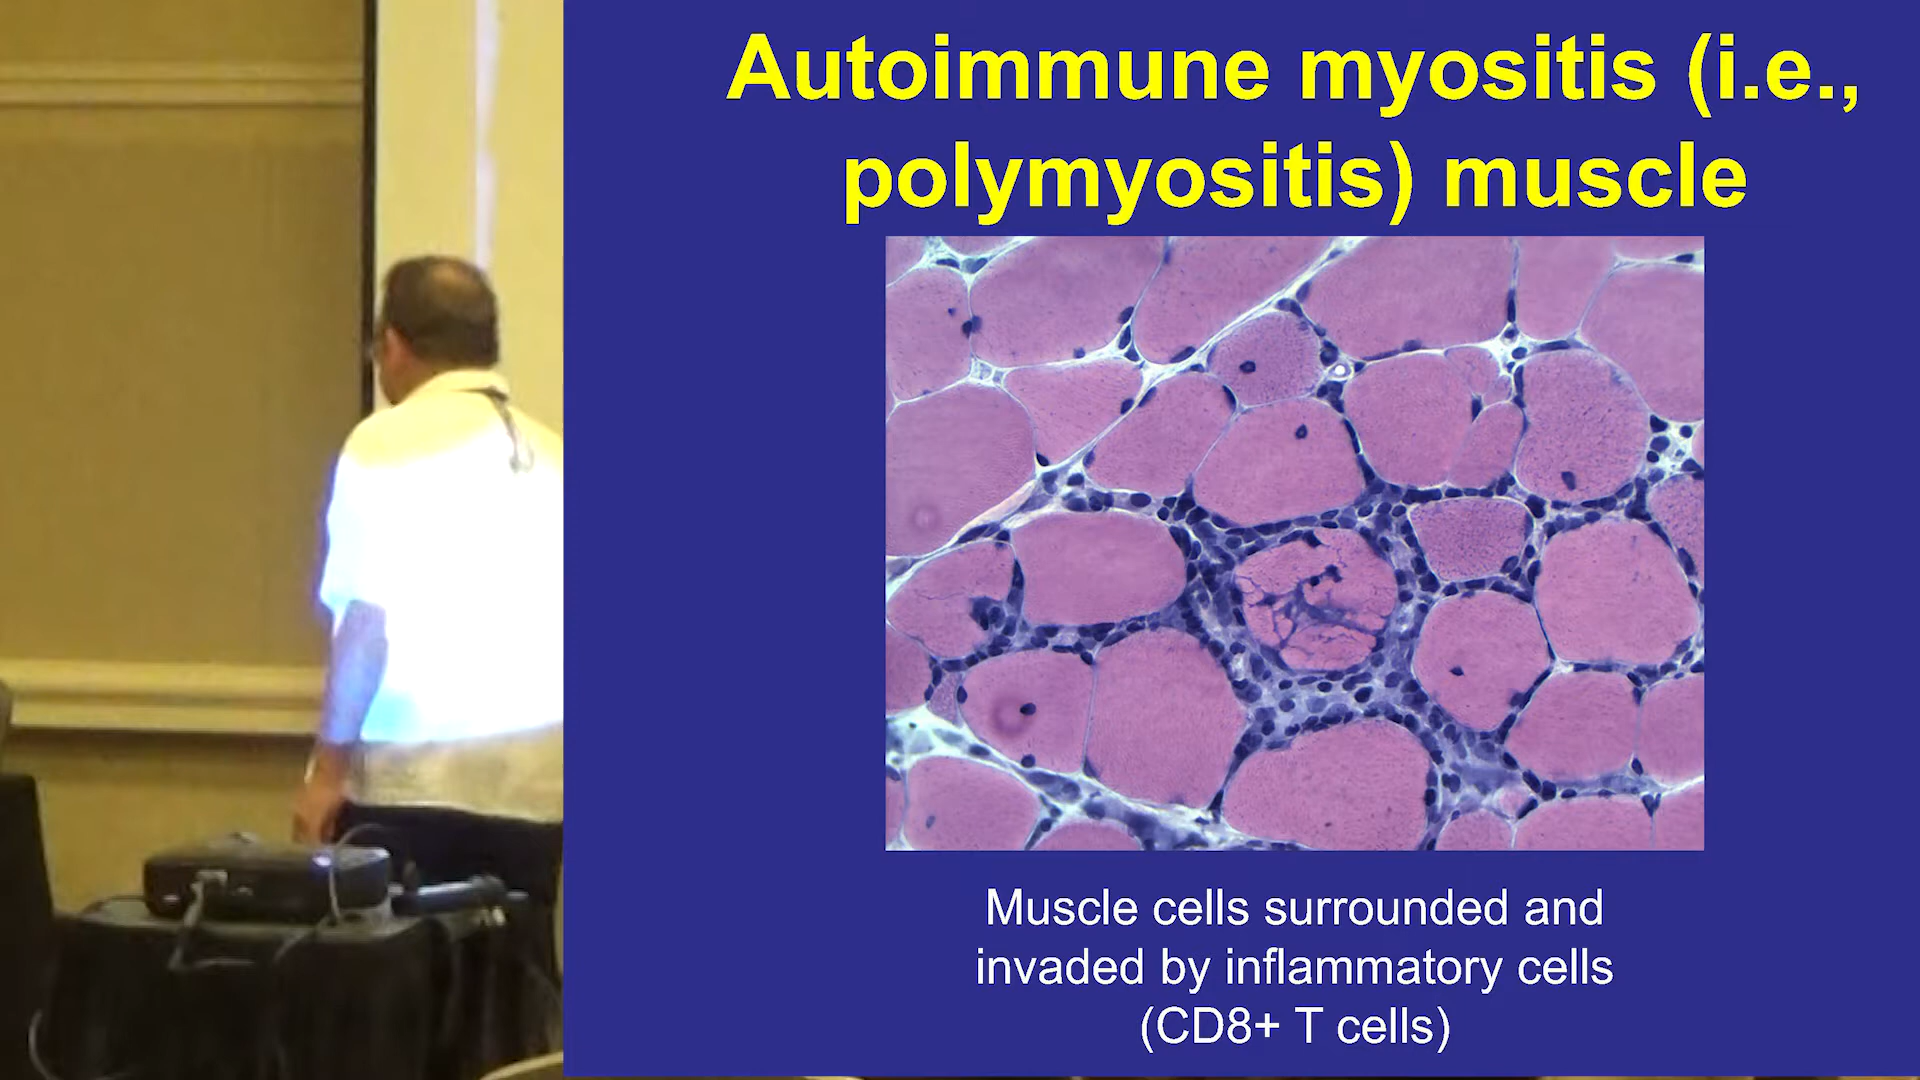 Autoimmune myositis (i.e.,
polymyositis) muscle
Muscle cells surrounded and
invaded by inflammatory cells
(CD8+ T cells)